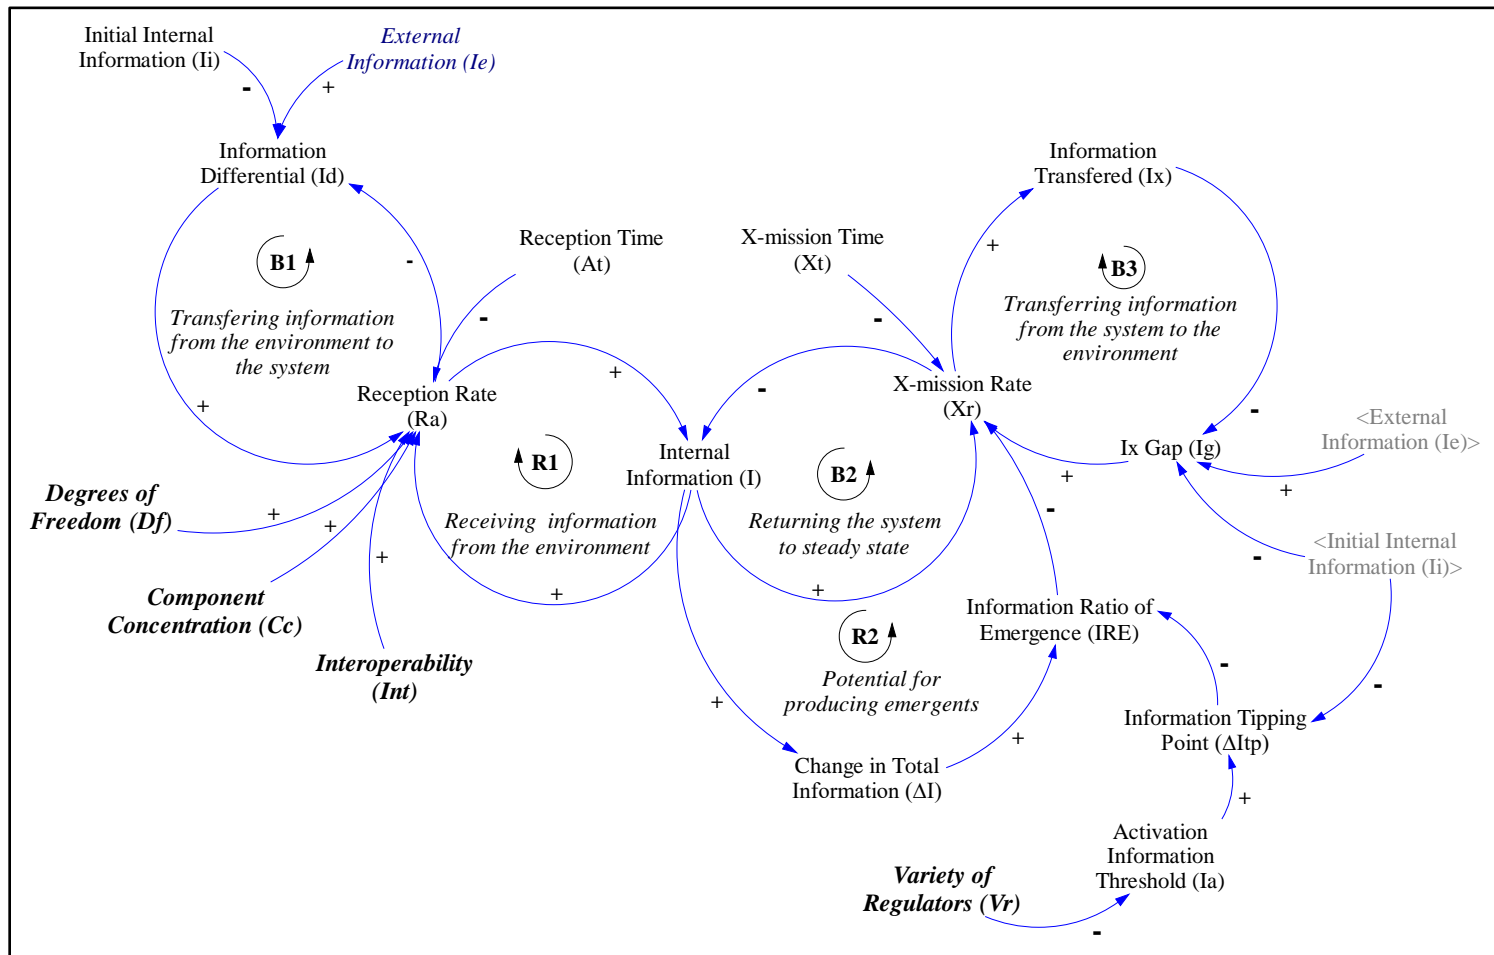 Initial Internal
Information (Ii)
External
Information (Ie)
-
+
Information
Differential (Id)
Information
Transfered (Ix)
B1
-
Reception Time
(At)
X-mission Time
(Xt)
+
B3
Transfering information
from the environment to
the system
-
-
Transferring information
from the system to the
environment
+
+
-
Reception Rate
(Ra)
X-mission Rate
(Xr)
-
<External
Information (Ie)>
R1
Internal
Information (I)
B2
Ix Gap (Ig)
+
+
Degrees of
Freedom (Df)
+
+
+
Receiving information
from the environment
Returning the system
to steady state
-
-
<Initial Internal
Information (Ii)>
+
+
Component
Concentration (Cc)
Information Ratio of
Emergence (IRE)
R2
Interoperability
(Int)
Potential for
producing emergents
+
-
-
Information Tipping
Point (ΔItp)
+
Change in Total
Information (ΔI)
+
Activation
Information
Threshold (Ia)
Variety of
Regulators (Vr)
-